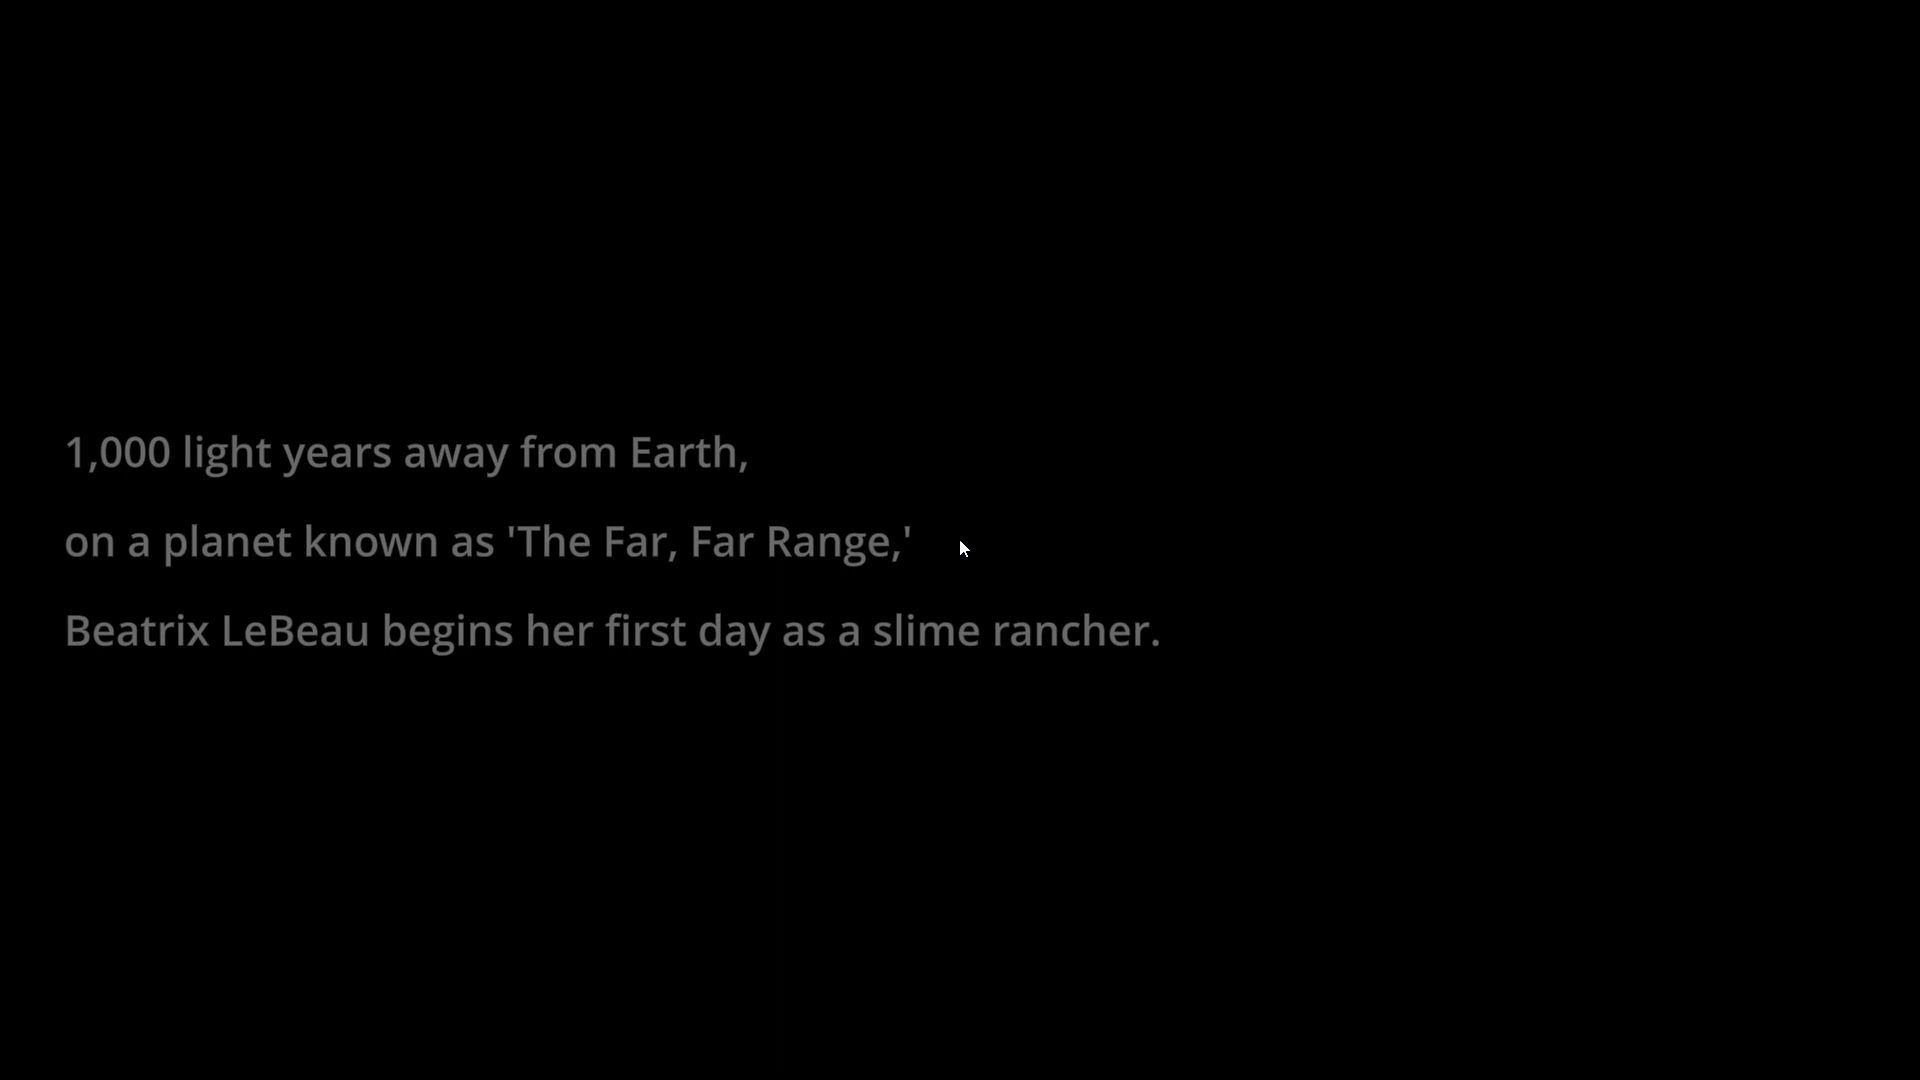 1,000 light years away from Earth,
on a planet known as 'The Far, Far Range,'
Beatrix LeBeau begins her first day as a slime rancher.